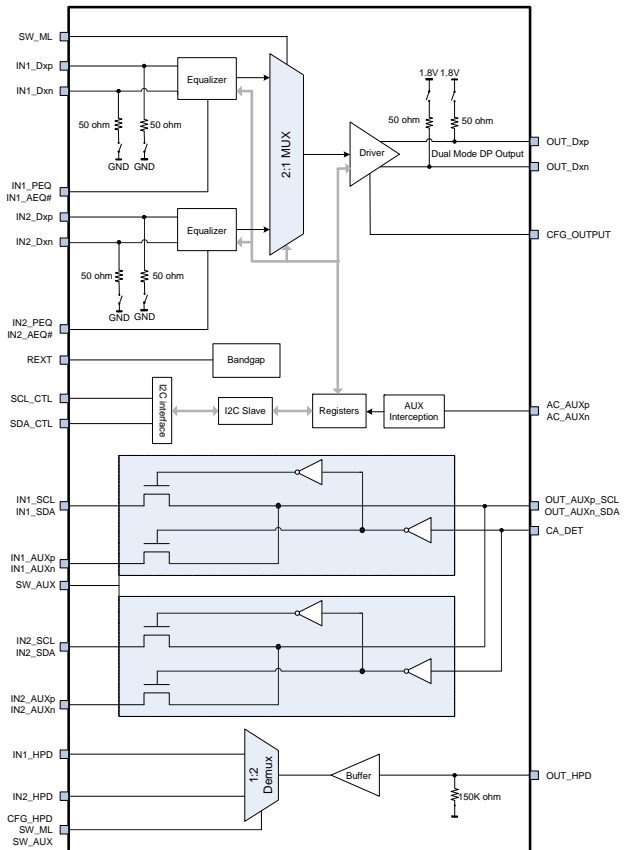 SW_ML
IN1_Dxp
IN1_Dxn
Equalizer
50 ohm
50 ohm
GND
GND
IN1_PEQ
IN1_AEQ#
2:1 MUX
1.8V 1.8V
50 ohm
50 ohm
Driver
Dual Mode DP Output
OUT_Dxp
OUT_Dxn
IN2_Dxp
IN2_Dxn
Equalizer
CFG_OUTPUT
50 ohm
50 ohm
GND
GND
IN2_PEQ
IN2_AEQ#
REXT
Bandgap
SCL_CTL
SDA_CTL
I2C interface
I2C Slave
Registers
AUX
Interception
AC_AUXp
AC_AUXn
IN1_SCL
IN1_SDA
OUT_AUXp_SCL
OUT_AUXn_SDA
CA_DET
IN1_AUXp
IN1_AUXn
SW_AUX
IN2_SCL
IN2_SDA
IN2_AUXp
IN2_AUXn
IN1_HPD
1:2
Demux
Buffer
OUT_HPD
150K ohm
IN2_HPD
CFG_HPD
SW_ML
SW_AUX